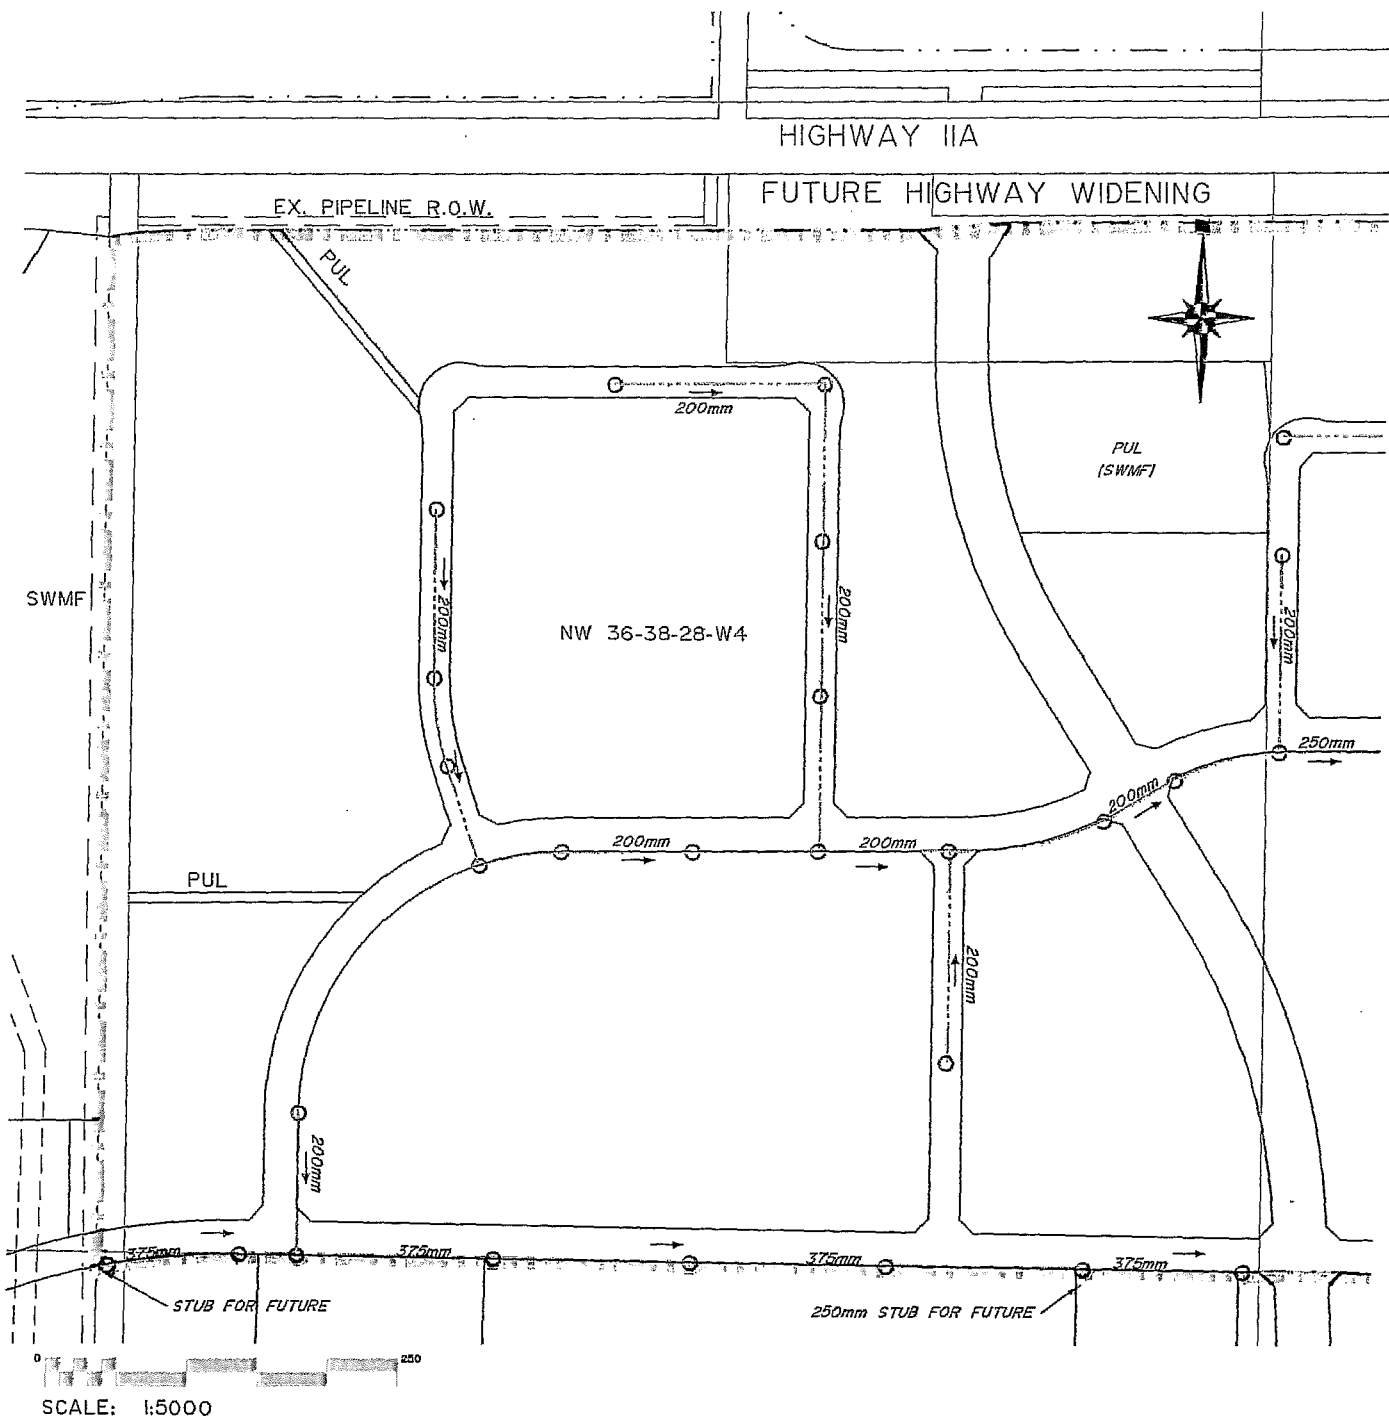 HIGHWAY 11A
FUTURE HIGHWAY WIDENING
EX. PIPELINE R.O.W.
PUL
200mm
PUL
(SWMF)
200mm
200mm
200mm
SWMF
NW 36-38-28-W4
250mm
200mm
200mm
200mm
PUL
200mm
200mm
375mm
375mm
375mm
375mm
STUB FOR FUTURE
250mm STUB FOR FUTURE
0
250
SCALE: 1:5000